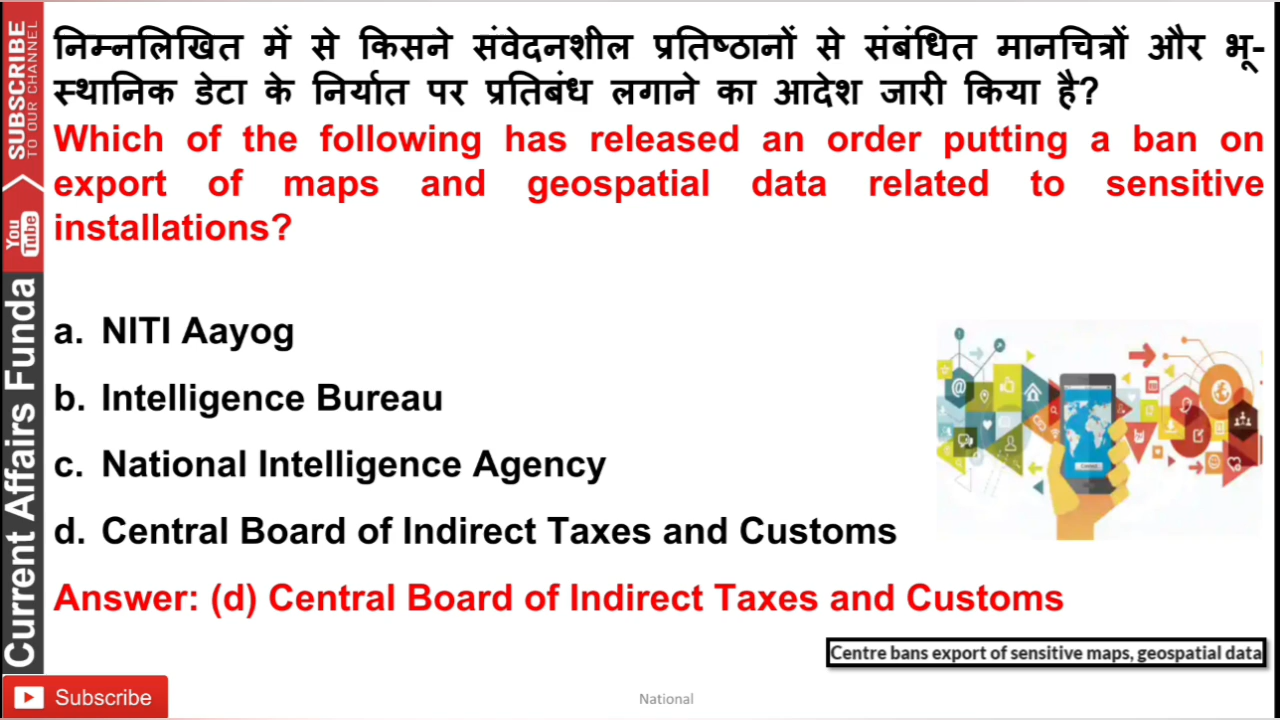 निम्नलिखित में से किसने संवेदनशील प्रतिष्ठानों से संबंधित मानचित्रों और भू-
स्थानिक डेटा के निर्यात पर प्रतिबंध लगाने का आदेश जारी किया है?
Which of the following has released an order putting a ban on
export of maps and geospatial data related to sensitive
installations?
a. NITI Aayog
b. Intelligence Bureau
c. National Intelligence Agency
d. Central Board of Indirect Taxes and Customs
Answer: (d) Central Board of Indirect Taxes and Customs
Centre bans export of sensitive maps, geospatial data
National
SUBSCRIBE
TO OUR CHANNEL
You
Tube
Current Affairs Funda
Subscribe